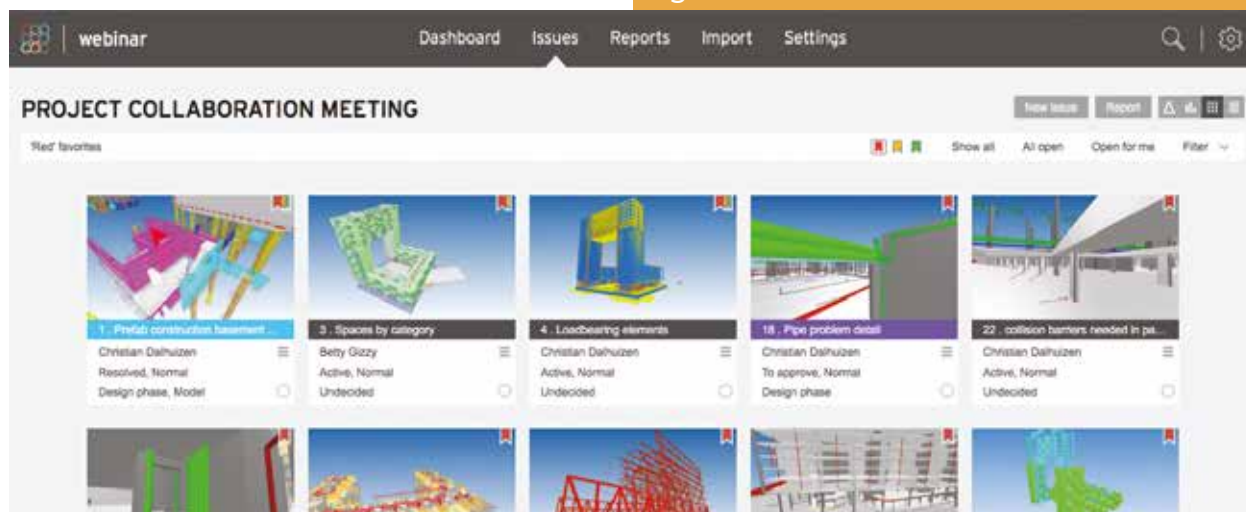 webinar
Dashboard Issues Reports Import Settings
PROJECT COLLABORATION MEETING
New Issue Report
'Red' favorites
Show all All open Open for me Filter
1 . Prefab construction basement ...
Christian Dalhuizen
Resolved, Normal
Design phase, Model
3 . Spaces by category
Betty Gizzy
Active, Normal
Undecided
4 . Loadbearing elements
Christian Dalhuizen
Active, Normal
Undecided
18 . Pipe problem detail
Christian Dalhuizen
To approve, Normal
Design phase
22 . collision barriers needed in pa...
Christian Dalhuizen
Active, Normal
Undecided